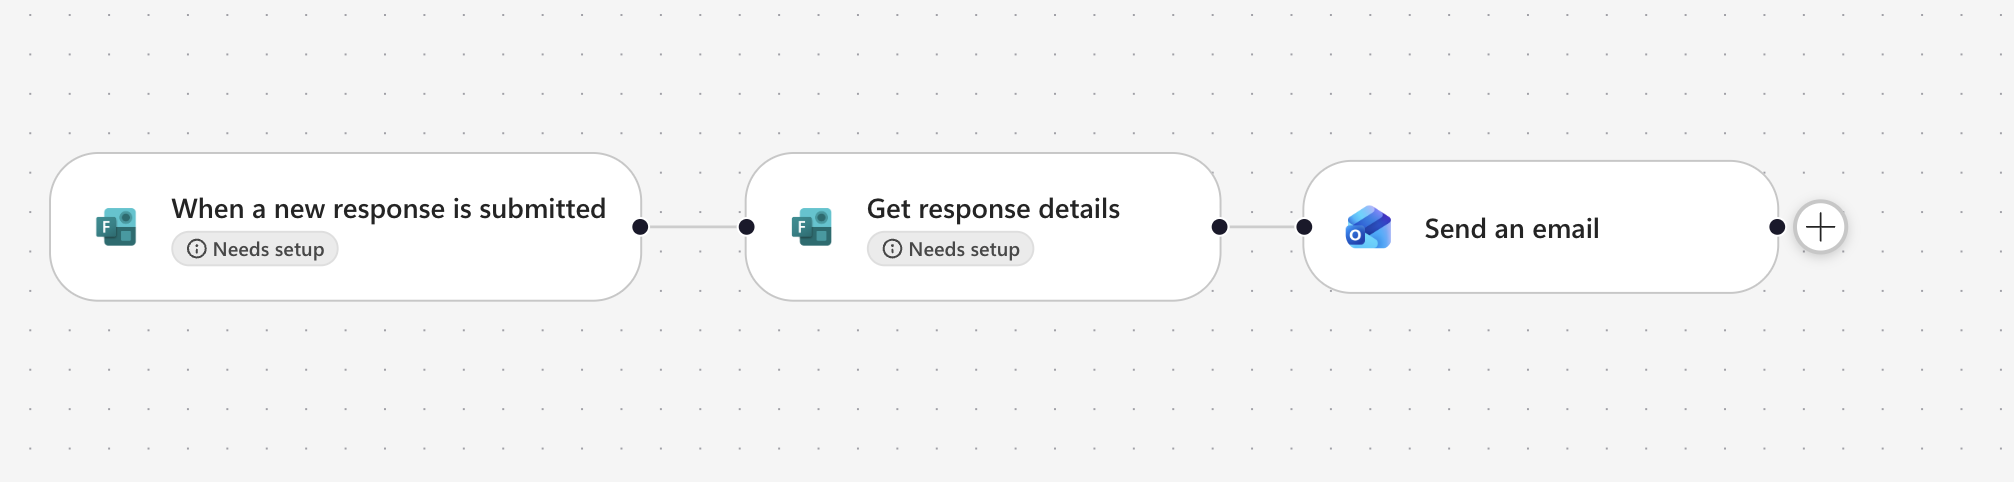 When a new response is submitted
Needs setup
Get response details
Needs setup
Send an email